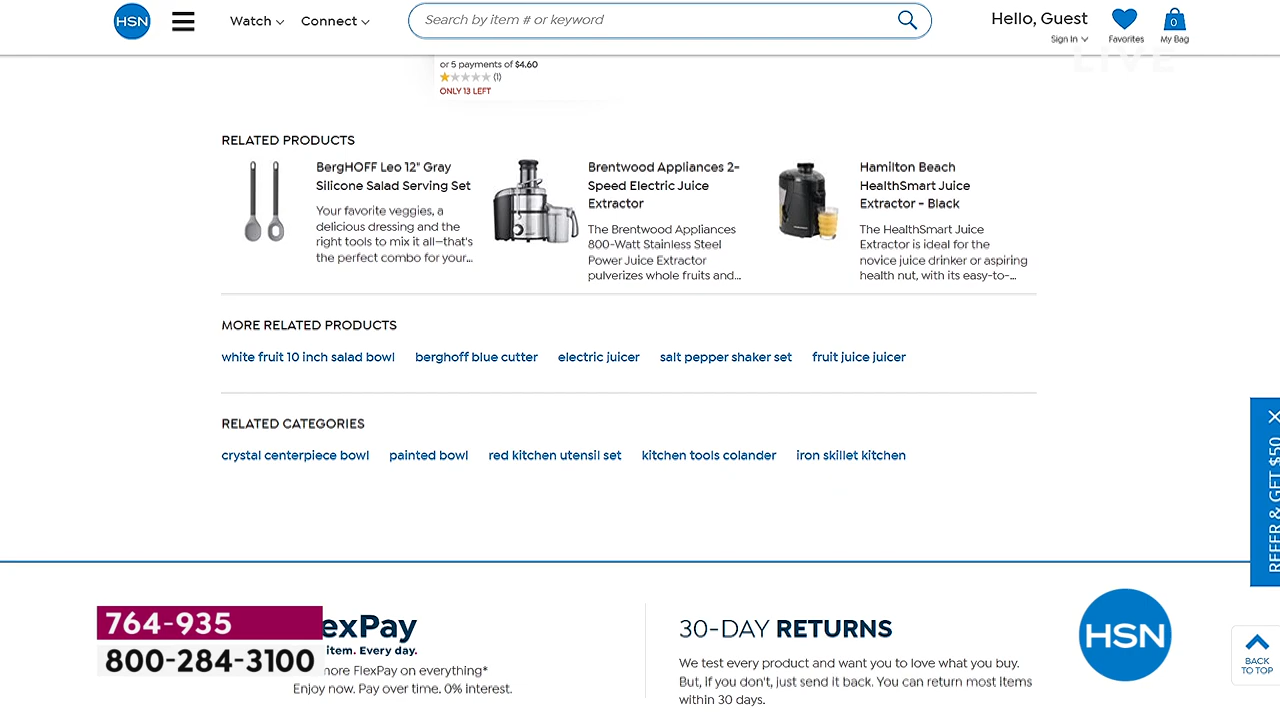 HSN
Watch
Connect
Search by item # or keyword
Hello, Guest
Sign In
Favorites
0
My Bag
LIVE
or 5 payments of $4.60
(1)
ONLY 13 LEFT
RELATED PRODUCTS
BergHOFF Leo 12" Gray
Silicone Salad Serving Set
Your favorite veggies, a
delicious dressing and the
right tools to mix it all—that's
the perfect combo for your...
Brentwood Appliances 2-
Speed Electric Juice
Extractor
The Brentwood Appliances
800-Watt Stainless Steel
Power Juice Extractor
pulverizes whole fruits and...
Hamilton Beach
HealthSmart Juice
Extractor - Black
The HealthSmart Juice
Extractor is ideal for the
novice juice drinker or aspiring
health nut, with its easy-to-...
MORE RELATED PRODUCTS
white fruit 10 inch salad bowl berghoff blue cutter electric juicer salt pepper shaker set fruit juice juicer
RELATED CATEGORIES
crystal centerpiece bowl painted bowl red kitchen utensil set kitchen tools colander iron skillet kitchen
REFER & GET $50
764-935
800-284-3100
exPay
item. Every day.
more FlexPay on everything*
Enjoy now. Pay over time. 0% interest.
30-DAY RETURNS
We test every product and want you to love what you buy.
But, if you don't, just send it back. You can return most items
within 30 days.
HSN
BACK
TO TOP